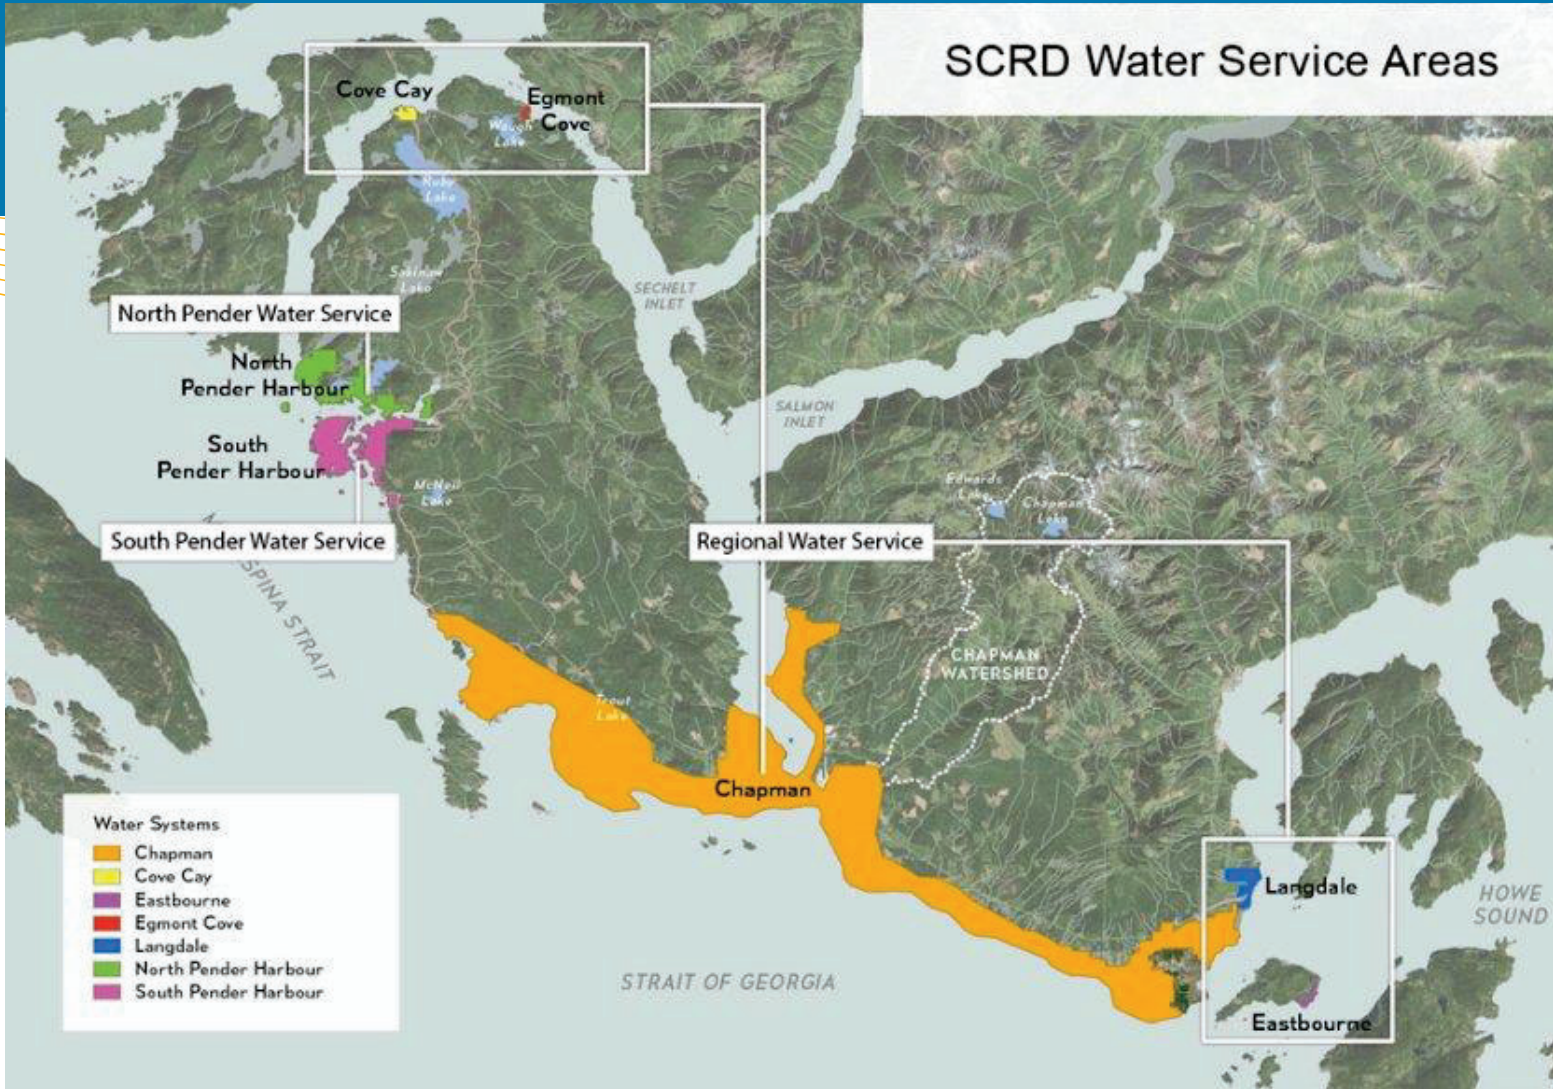 SCRD Water Service Areas
Cove Cay
Egmont
Cove
Waugh
Lake
Ruby
Lake
Sakinaw
Lake
SECHELT
INLET
North Pender Water Service
North
Pender Harbour
SALMON
INLET
South
Pender Harbour
McNeil
Lake
Edwards
Lake
Chapman
Lake
South Pender Water Service
Regional Water Service
SPINA STRAIT
CHAPMAN
WATERSHED
Trout
Lake
Chapman
Water Systems
Chapman
Cove Cay
Eastbourne
Egmont Cove
Langdale
North Pender Harbour
South Pender Harbour
Langdale
HOWE
SOUND
STRAIT OF GEORGIA
Eastbourne